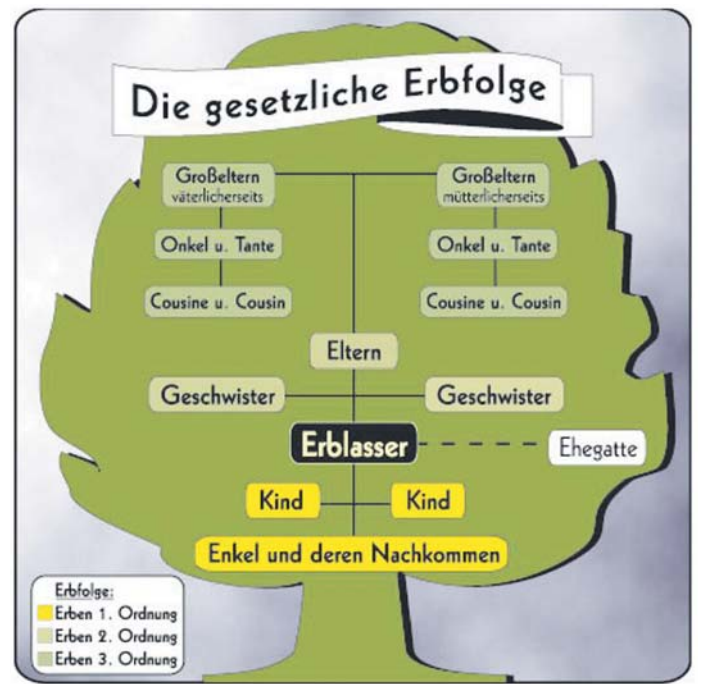 Die gesetzliche Erbfolge
Großeltern
väterlicherseits
Großeltern
mütterlicherseits
Onkel u. Tante
Onkel u. Tante
Cousine u. Cousin
Cousine u. Cousin
Eltern
Geschwister
Geschwister
Erblasser
Ehegatte
Kind
Kind
Enkel und deren Nachkommen
Erbfolge:
Erben 1. Ordnung
Erben 2. Ordnung
Erben 3. Ordnung